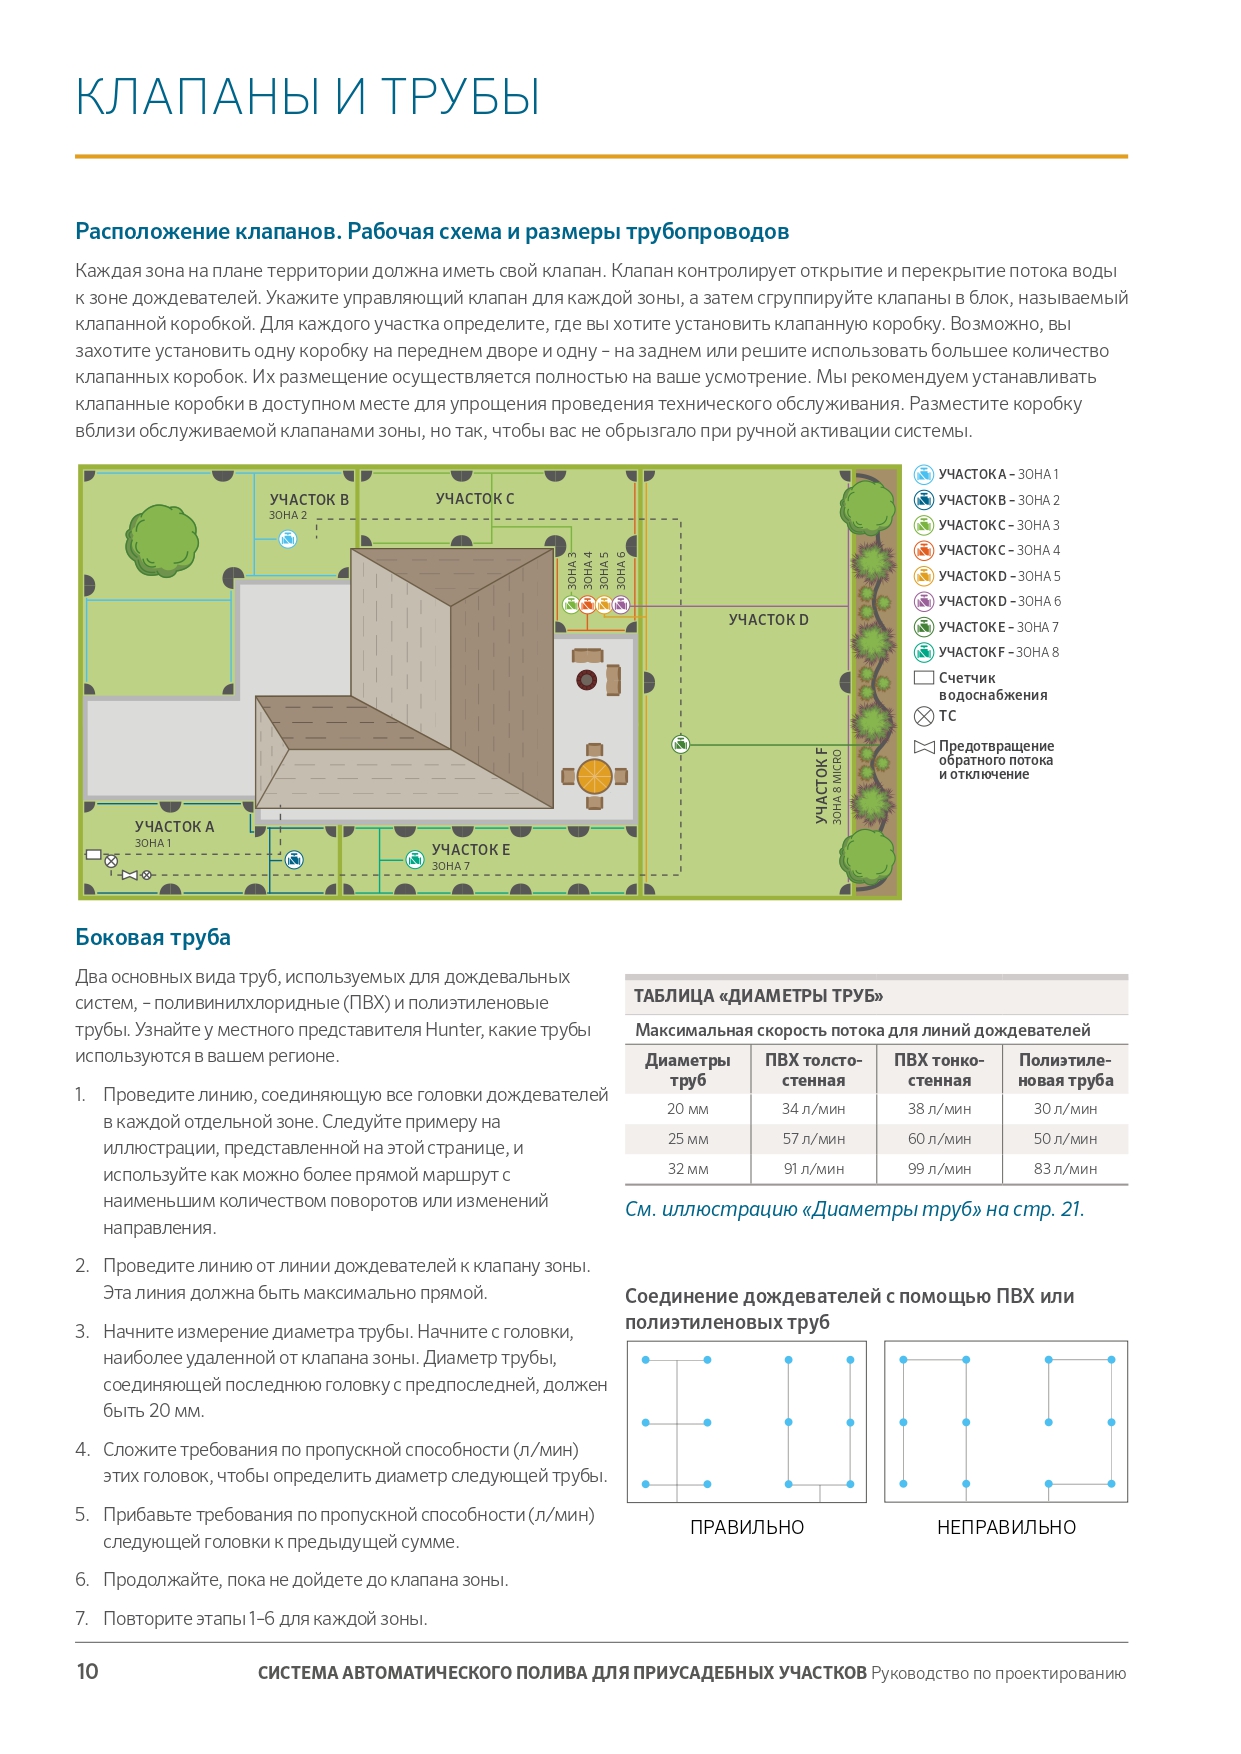 КЛАПАНЫ И ТРУБЫ
Расположение клапанов. Рабочая схема и размеры трубопроводов
Каждая зона на плане территории должна иметь свой клапан. Клапан контролирует открытие и перекрытие потока воды
к зоне дождевателей. Укажите управляющий клапан для каждой зоны, а затем сгруппируйте клапаны в блок, называемый
клапанной коробкой. Для каждого участка определите, где вы хотите установить клапанную коробку. Возможно, вы
захотите установить одну коробку на переднем дворе и одну – на заднем или решите использовать большее количество
клапанных коробок. Их размещение осуществляется полностью на ваше усмотрение. Мы рекомендуем устанавливать
клапанные коробки в доступном месте для упрощения проведения технического обслуживания. Разместите коробку
вблизи обслуживаемой клапанами зоны, но так, чтобы вас не обрызгало при ручной активации системы.
УЧАСТОК B
ЗОНА 2
УЧАСТОК C
ЗОНА 3
ЗОНА 4
ЗОНА 5
ЗОНА 6
УЧАСТОК D
УЧАСТОК F
ЗОНА 8 MICRO
УЧАСТОК A
ЗОНА 1
УЧАСТОК E
ЗОНА 7
УЧАСТОК A – ЗОНА 1
УЧАСТОК B – ЗОНА 2
УЧАСТОК C – ЗОНА 3
УЧАСТОК C – ЗОНА 4
УЧАСТОК D – ЗОНА 5
УЧАСТОК D – ЗОНА 6
УЧАСТОК E – ЗОНА 7
УЧАСТОК F – ЗОНА 8
Счетчик
водоснабжения
ТС
Предотвращение
обратного потока
и отключение
Боковая труба
Два основных вида труб, используемых для дождевальных
систем, – поливинилхлоридные (ПВХ) и полиэтиленовые
трубы. Узнайте у местного представителя Hunter, какие трубы
используются в вашем регионе.
1. Проведите линию, соединяющую все головки дождевателей
в каждой отдельной зоне. Следуйте примеру на
иллюстрации, представленной на этой странице, и
используйте как можно более прямой маршрут с
наименьшим количеством поворотов или изменений
направления.
2. Проведите линию от линии дождевателей к клапану зоны.
Эта линия должна быть максимально прямой.
3. Начните измерение диаметра трубы. Начните с головки,
наиболее удаленной от клапана зоны. Диаметр трубы,
соединяющей последнюю головку с предпоследней, должен
быть 20 мм.
4. Сложите требования по пропускной способности (л/мин)
этих головок, чтобы определить диаметр следующей трубы.
5. Прибавьте требования по пропускной способности (л/мин)
следующей головки к предыдущей сумме.
6. Продолжайте, пока не дойдете до клапана зоны.
7. Повторите этапы 1–6 для каждой зоны.
ТАБЛИЦА «ДИАМЕТРЫ ТРУБ»
Максимальная скорость потока для линий дождевателей
Диаметры труб | ПВХ толсто-стенная | ПВХ тонко-стенная | Полиэтиле-новая труба
20 мм | 34 л/мин | 38 л/мин | 30 л/мин
25 мм | 57 л/мин | 60 л/мин | 50 л/мин
32 мм | 91 л/мин | 99 л/мин | 83 л/мин
См. иллюстрацию «Диаметры труб» на стр. 21.
Соединение дождевателей с помощью ПВХ или
полиэтиленовых труб
ПРАВИЛЬНО
НЕПРАВИЛЬНО
10 СИСТЕМА АВТОМАТИЧЕСКОГО ПОЛИВА ДЛЯ ПРИУСАДЕБНЫХ УЧАСТКОВ Руководство по проектированию